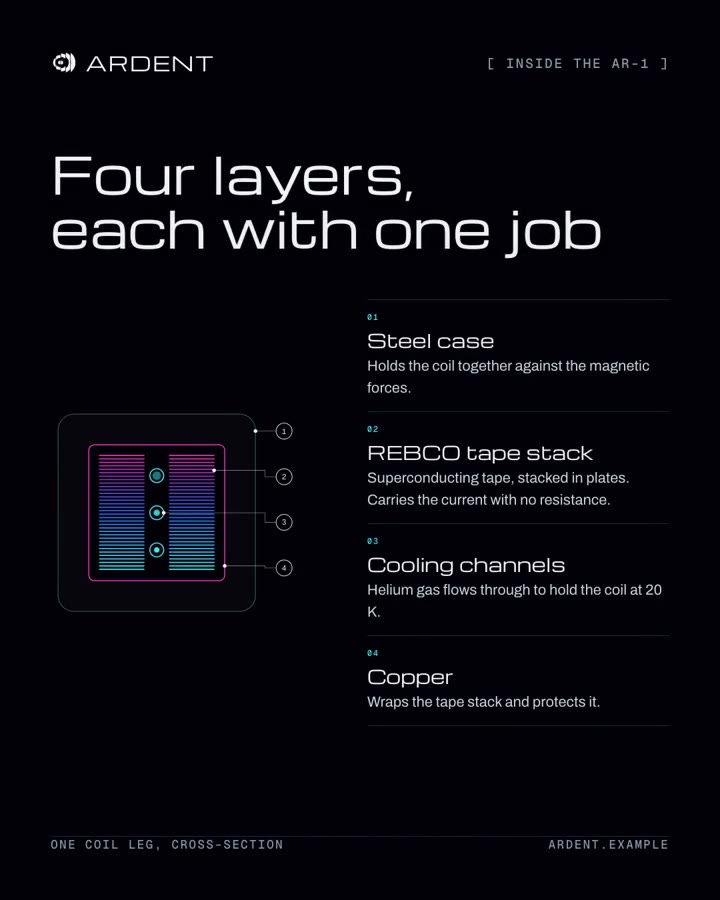 ARDENT
[ INSIDE THE AR-1 ]
Four layers,
each with one job
1
2
3
4
01
Steel case
Holds the coil together against the magnetic
forces.
02
REBCO tape stack
Superconducting tape, stacked in plates.
Carries the current with no resistance.
03
Cooling channels
Helium gas flows through to hold the coil at 20
K.
04
Copper
Wraps the tape stack and protects it.
ONE COIL LEG, CROSS-SECTION
ARDENT.EXAMPLE